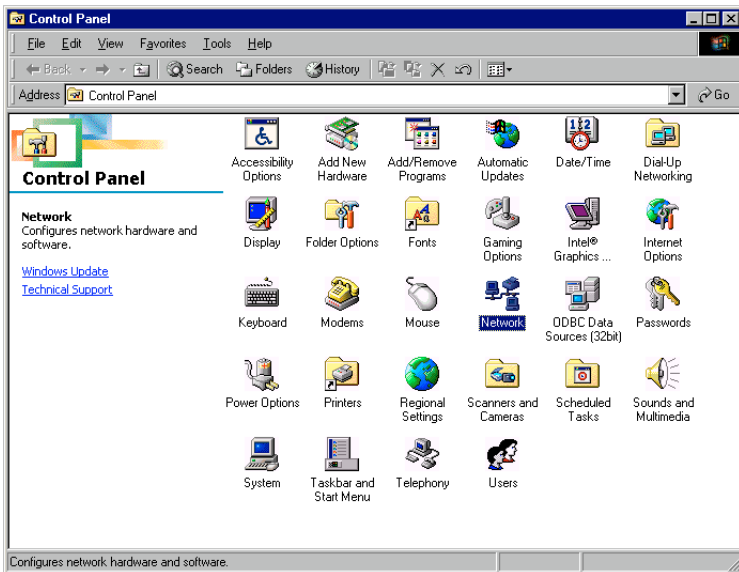 Control Panel
File Edit View Favorites Tools Help
Back Search Folders History
Address Control Panel Go
Control Panel
Network
Configures network hardware and
software.
Windows Update
Technical Support
Accessibility
Options
Add New
Hardware
Add/Remove
Programs
Automatic
Updates
Date/Time
Dial-Up
Networking
Display
Folder Options
Fonts
Gaming
Options
Intel®
Graphics ...
Internet
Options
Keyboard
Modems
Mouse
Network
ODBC Data
Sources (32bit)
Passwords
Power Options
Printers
Regional
Settings
Scanners and
Cameras
Scheduled
Tasks
Sounds and
Multimedia
System
Taskbar and
Start Menu
Telephony
Users
Configures network hardware and software.